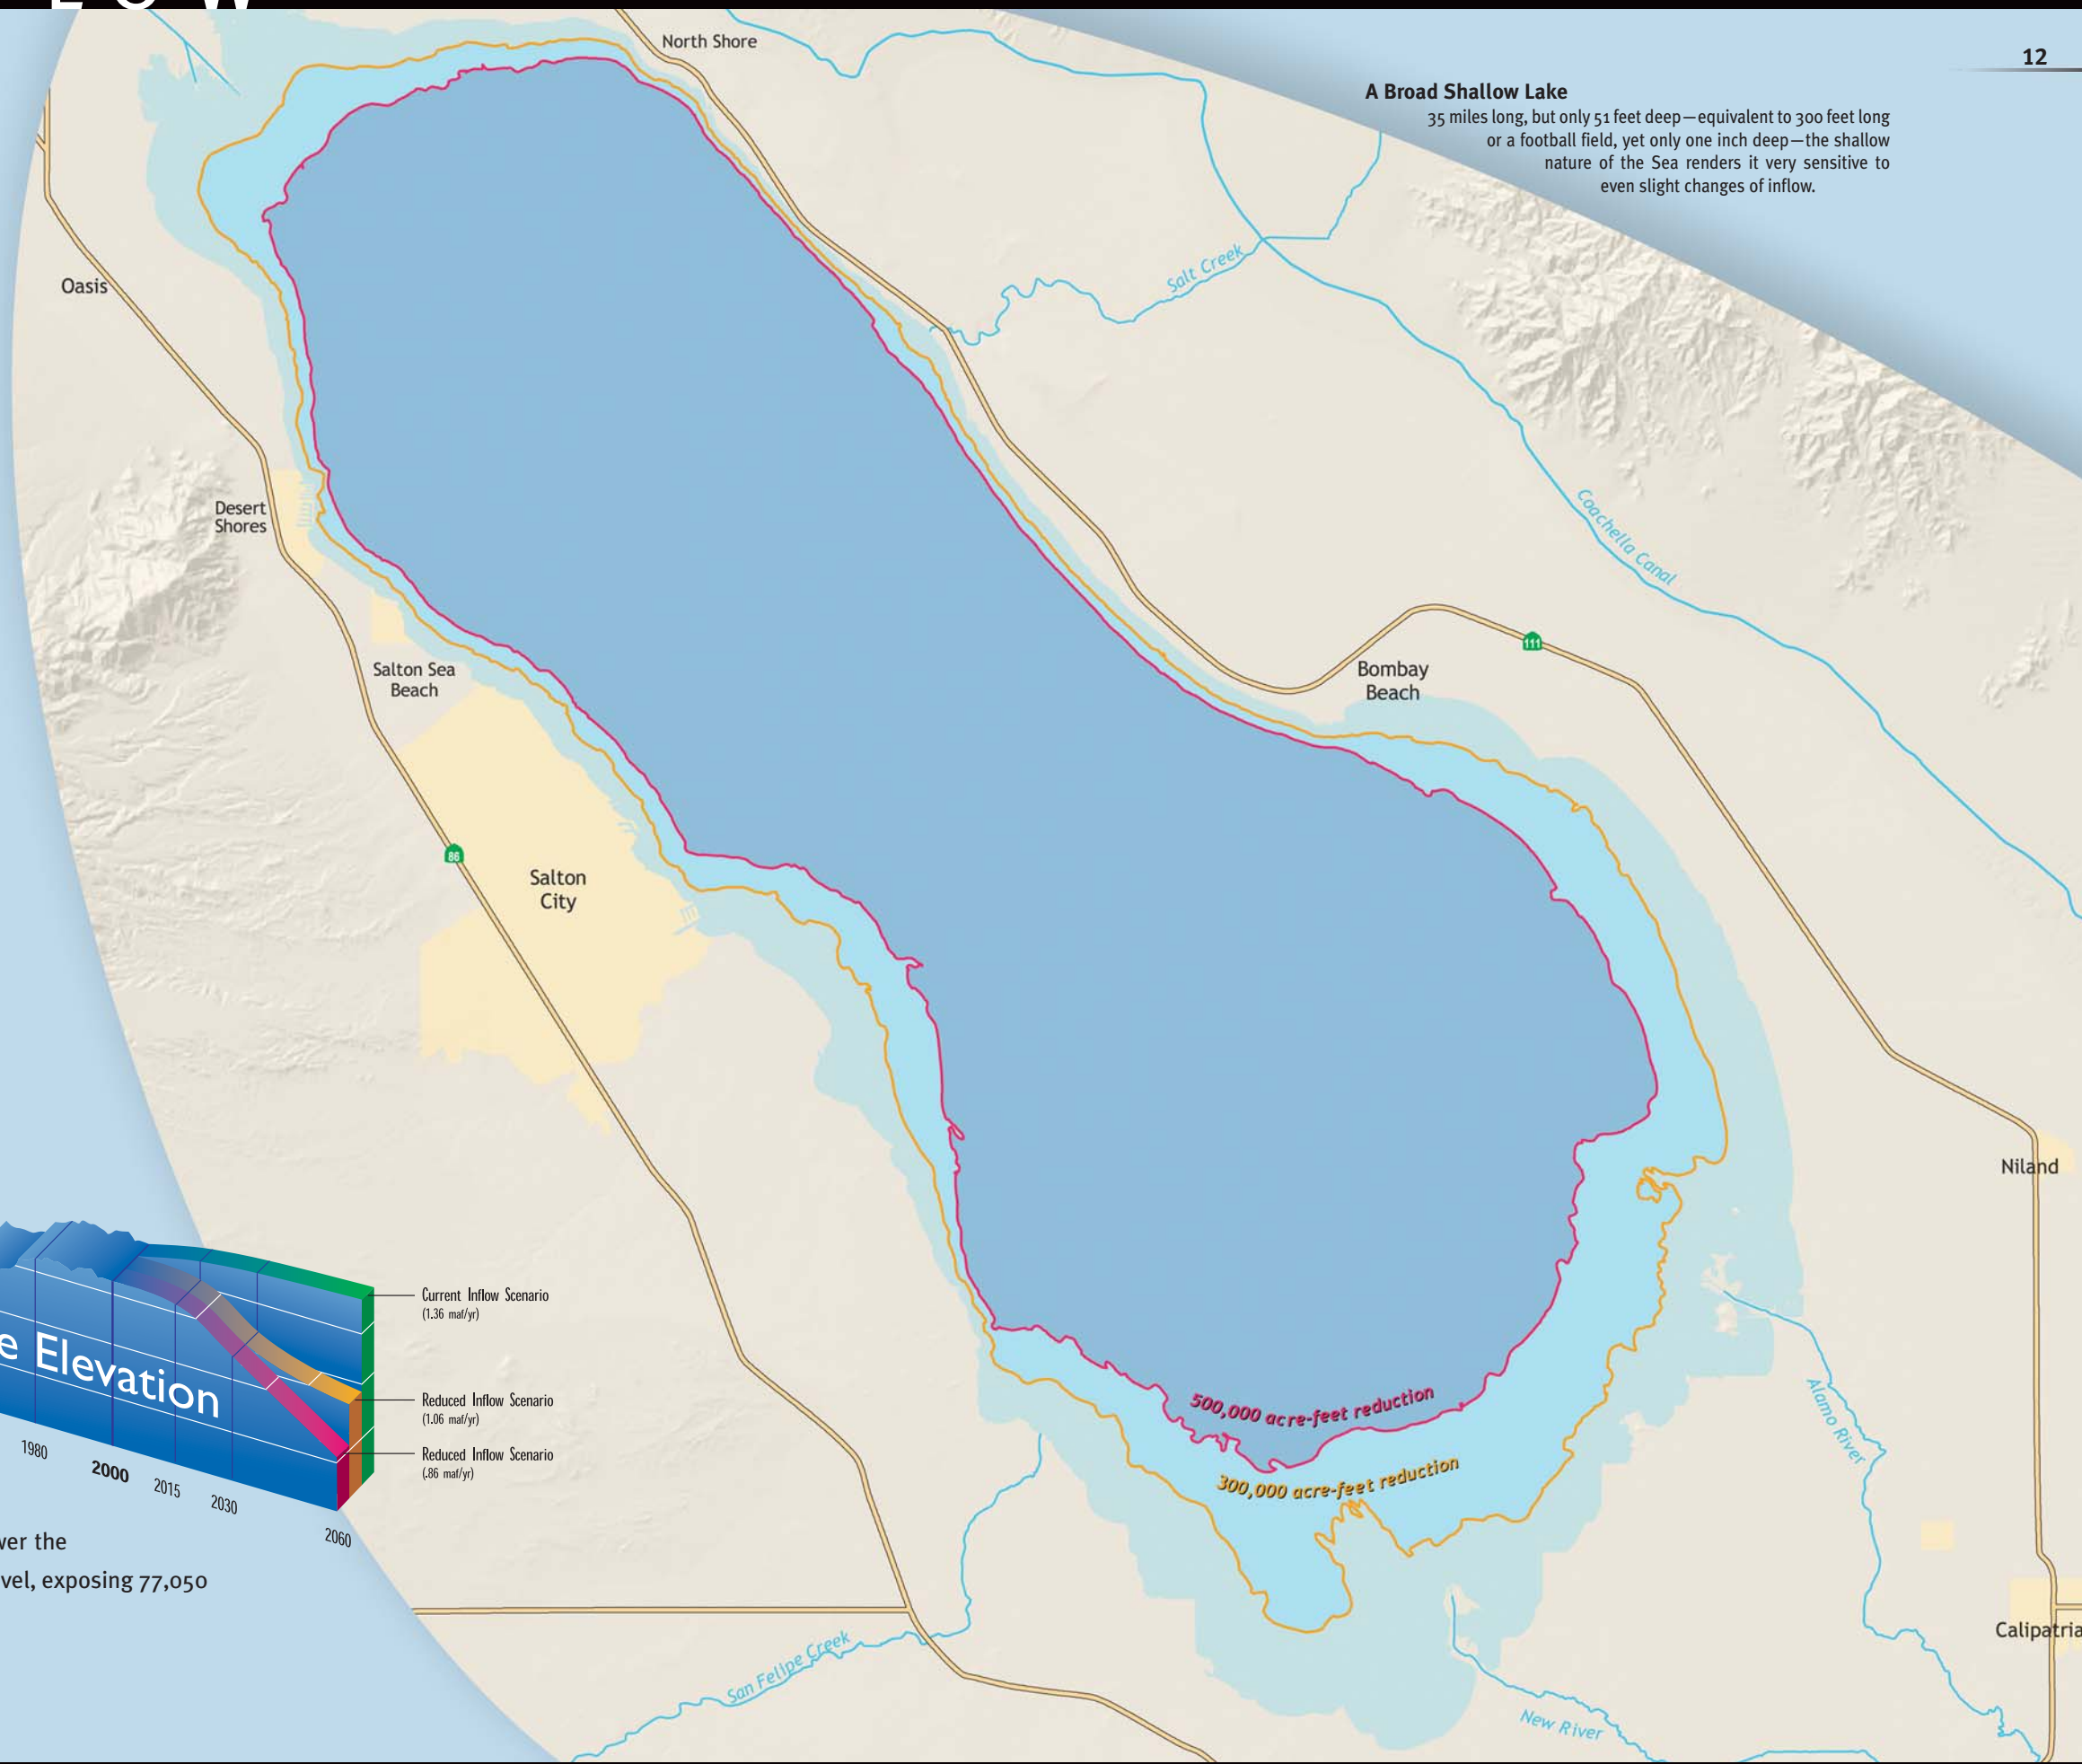 12
A Broad Shallow Lake
35 miles long, but only 51 feet deep—equivalent to 300 feet long
or a football field, yet only one inch deep—the shallow
nature of the Sea renders it very sensitive to
even slight changes of inflow.
North Shore
Salt Creek
Oasis
Coachella Canal
Desert
Shores
111
Salton Sea
Beach
Bombay
Beach
86
Salton
City
Niland
Current Inflow Scenario
(1.36 maf/yr)
e Elevation
Reduced Inflow Scenario
(1.06 maf/yr)
Reduced Inflow Scenario
(.86 maf/yr)
1980
2000
2015
2030
2060
500,000 acre-feet reduction
300,000 acre-feet reduction
Alamo River
ver the
vel, exposing 77,050
San Felipe Creek
New River
Calipatria